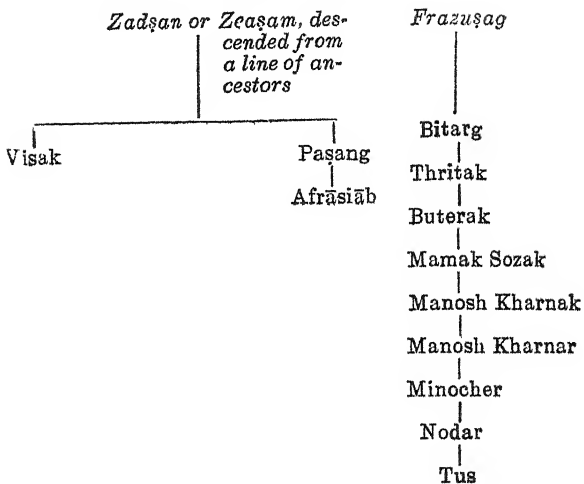 Zadṣan or Zeaṣam, des-
cended from
a line of an-
cestors
Visak
Paṣang
Afrāsiāb
Frazuṣag
Bitarg
Thritak
Buterak
Mamak Sozak
Manosh Kharnak
Manosh Kharnar
Minocher
Nodar
Tus